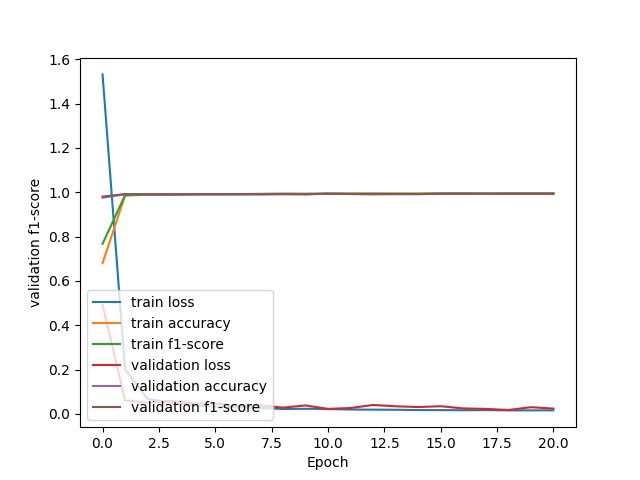 1.6
1.4
1.2
1.0
0.8
0.6
0.4
0.2
0.0
validation f1-score
train loss
train accuracy
train f1-score
validation loss
validation accuracy
validation f1-score
0.0 2.5 5.0 7.5 10.0 12.5 15.0 17.5 20.0
Epoch